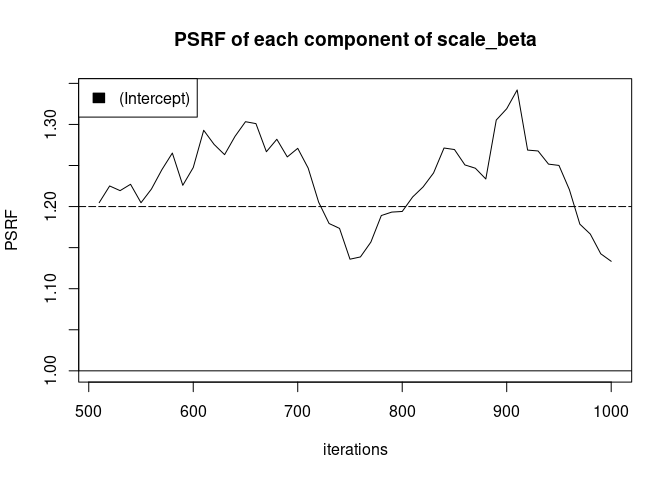 PSRF of each component of scale_beta
(Intercept)
PSRF
1.30
1.20
1.10
1.00
500 600 700 800 900 1000
iterations